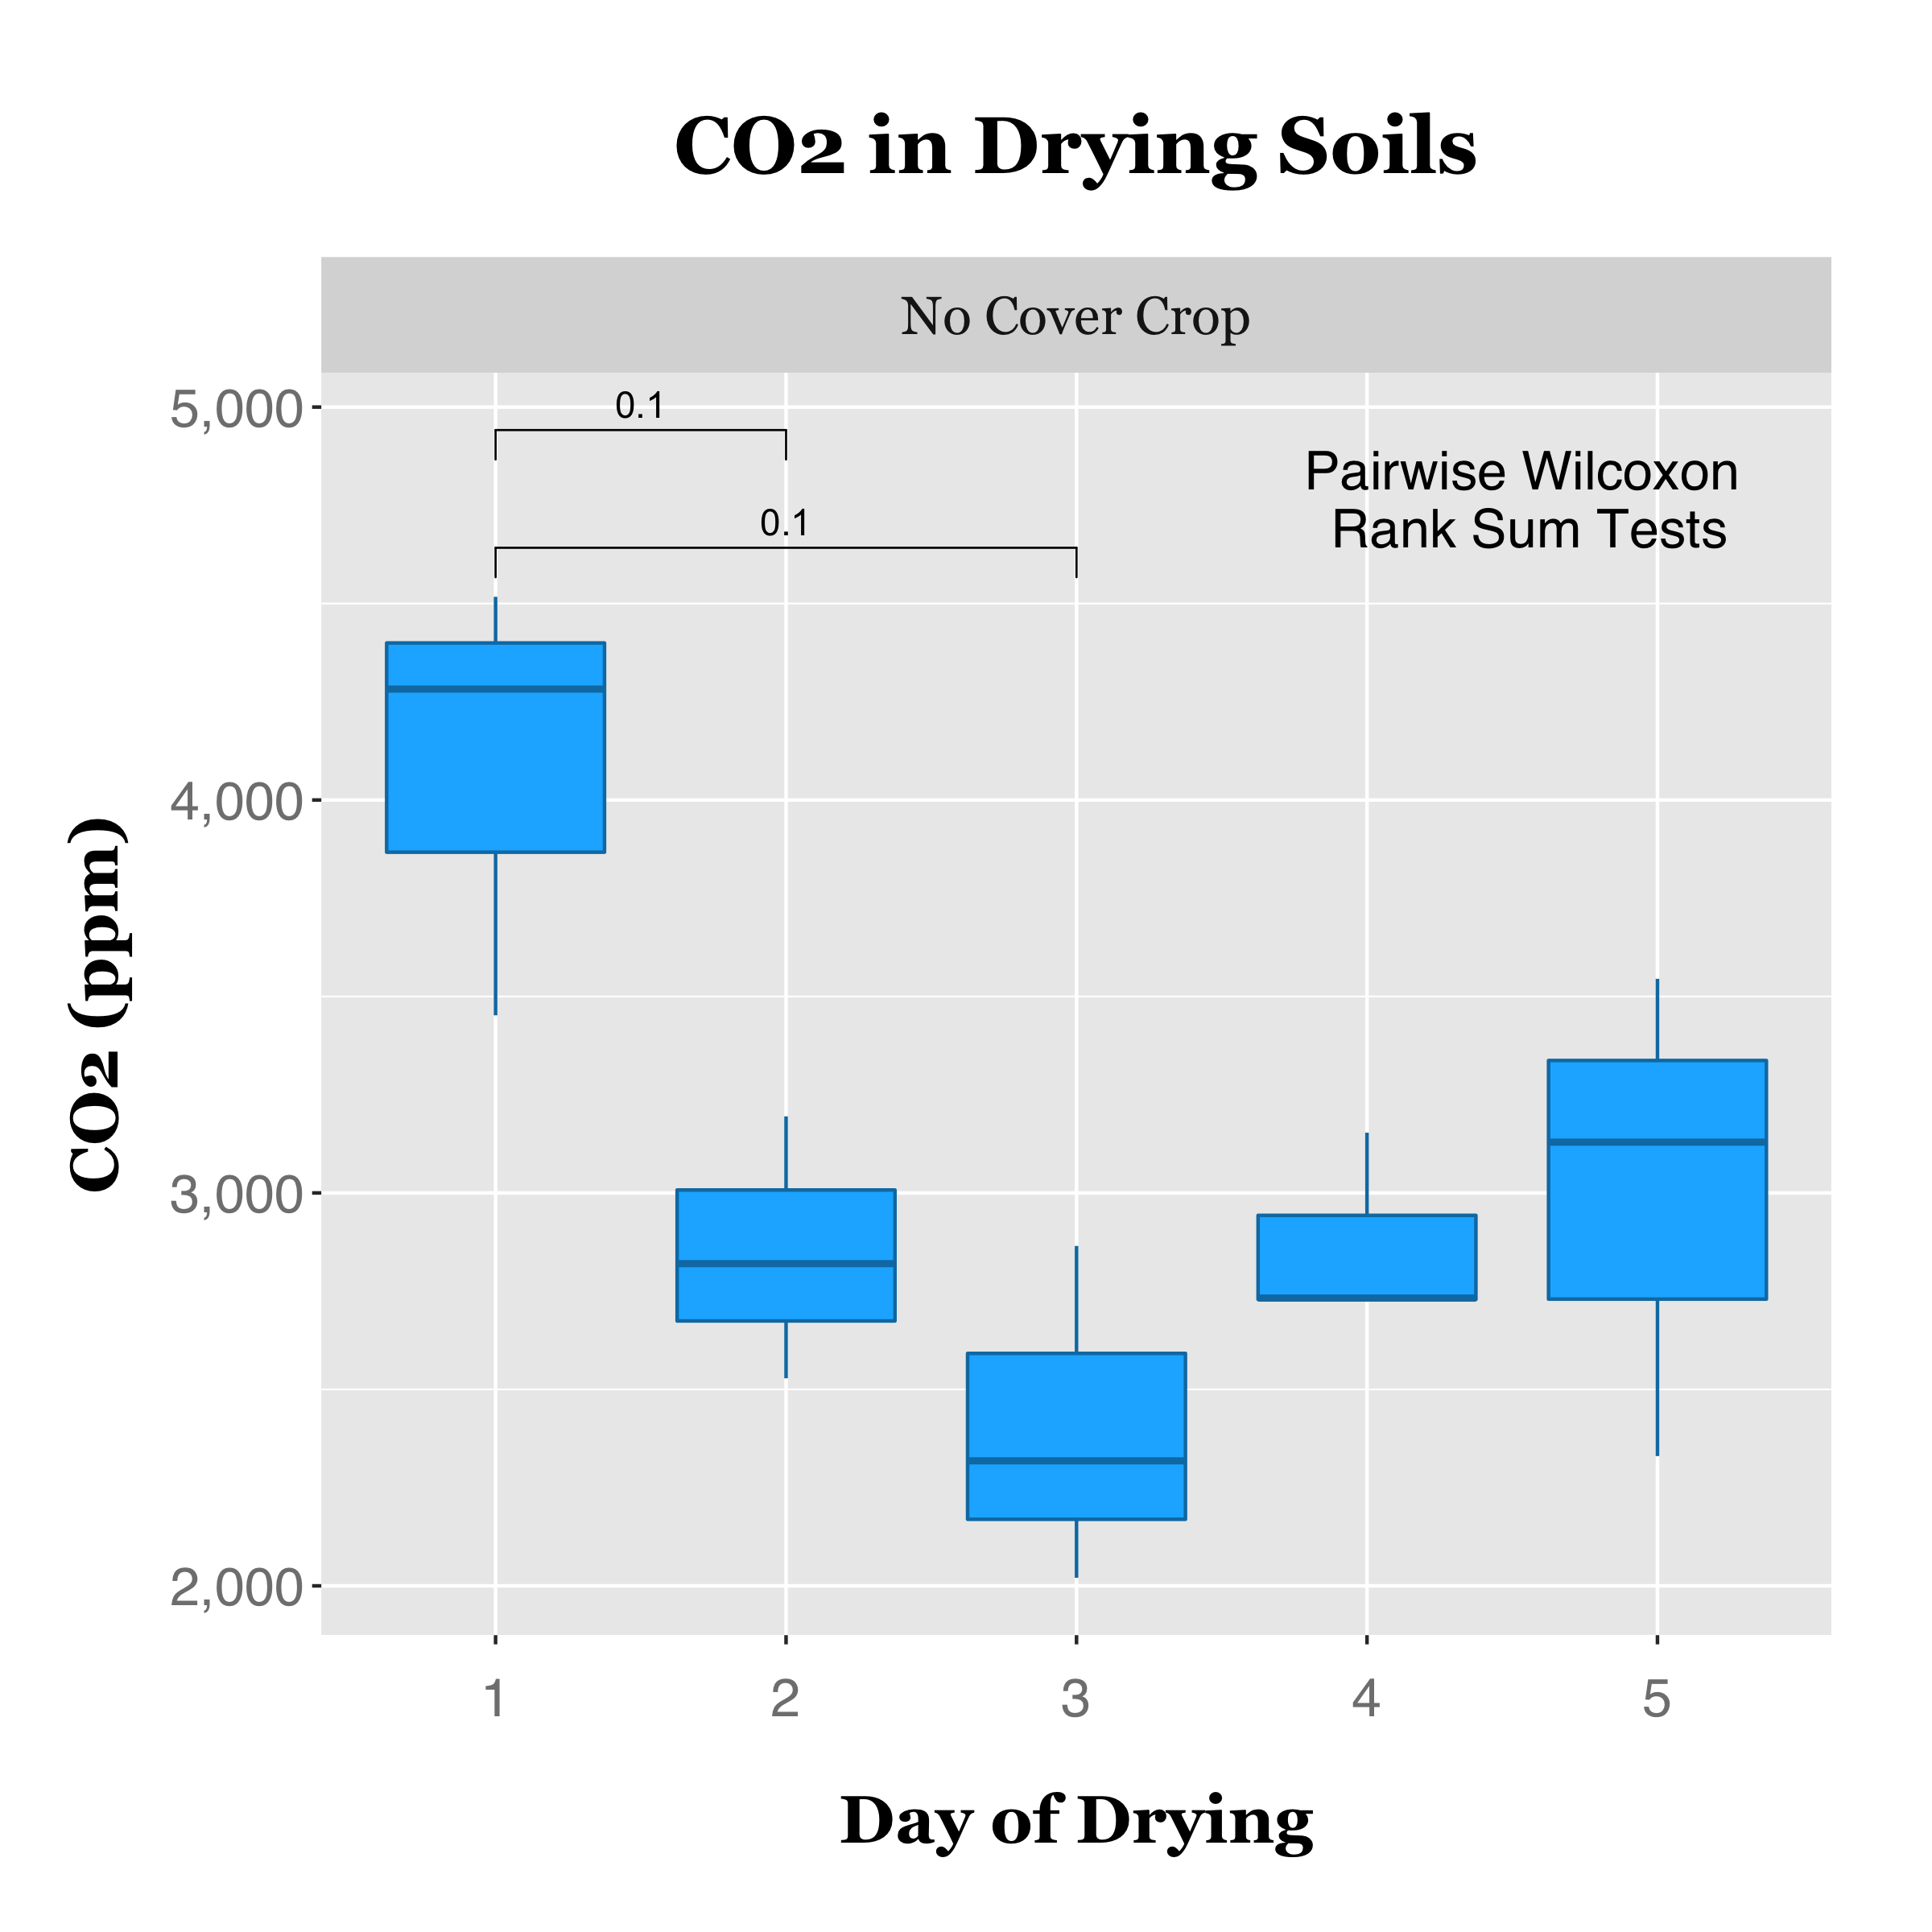 CO2 in Drying Soils
No Cover Crop
5,000
4,000
3,000
2,000
CO2 (ppm)
0.1
0.1
Pairwise Wilcoxon
Rank Sum Tests
1 2 3 4 5
Day of Drying